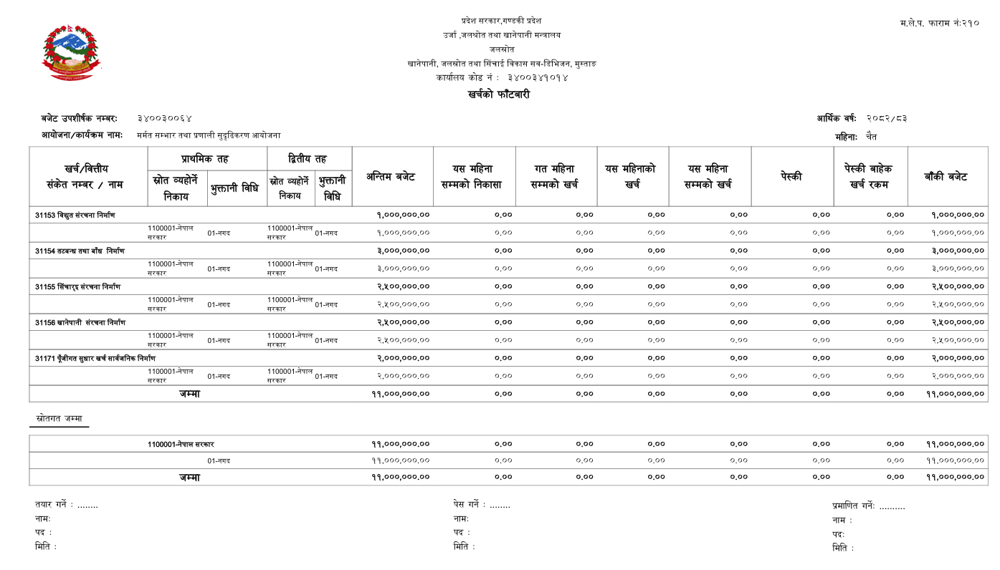 प्रदेश सरकार,गण्डकी प्रदेश
म.ले.प. फाराम नं:२१०
उर्जा ,जलश्रोत तथा खानेपानी मन्त्रालय
जलस्रोत
खानेपानी, जलस्रोत तथा सिंचाई विकास सव-डिभिजन, मुस्ताङ
कार्यालय कोड नं : ३४००३४१०१४
खर्चको फाँटबारी
बजेट उपशीर्षक नम्बर: ३४००३००६४ आर्थिक बर्ष: २०८२/८३
आयोजना/कार्यक्रम नाम: मर्मत सम्भार तथा प्रणाली सुदृढिकरण आयोजना महिना: चैत
खर्च/वित्तीय संकेत नम्बर / नाम प्राथमिक तह द्वितीय तह अन्तिम बजेट यस महिना सम्मको निकासा गत महिना सम्मको खर्च यस महिनाको खर्च यस महिना सम्मको खर्च पेस्की पेस्की बाहेक खर्च रकम बाँकी बजेट
स्रोत व्यहोर्ने निकाय भुक्तानी विधि स्रोत व्यहोर्ने निकाय भुक्तानी विधि
31153 विद्युत संरचना निर्माण १,०००,०००.०० ०.०० ०.०० ०.०० ०.०० ०.०० ०.०० १,०००,०००.००
1100001-नेपाल सरकार 01-नगद 1100001-नेपाल सरकार 01-नगद १,०००,०००.०० ०.०० ०.०० ०.०० ०.०० ०.०० ०.०० १,०००,०००.००
31154 तटबन्ध तथा बाँध निर्माण ३,०००,०००.०० ०.०० ०.०० ०.०० ०.०० ०.०० ०.०० ३,०००,०००.००
1100001-नेपाल सरकार 01-नगद 1100001-नेपाल सरकार 01-नगद ३,०००,०००.०० ०.०० ०.०० ०.०० ०.०० ०.०० ०.०० ३,०००,०००.००
31155 सिंचाइ संरचना निर्माण २,५००,०००.०० ०.०० ०.०० ०.०० ०.०० ०.०० ०.०० २,५००,०००.००
1100001-नेपाल सरकार 01-नगद 1100001-नेपाल सरकार 01-नगद २,५००,०००.०० ०.०० ०.०० ०.०० ०.०० ०.०० ०.०० २,५००,०००.००
31156 खानेपानी संरचना निर्माण २,५००,०००.०० ०.०० ०.०० ०.०० ०.०० ०.०० ०.०० २,५००,०००.००
1100001-नेपाल सरकार 01-नगद 1100001-नेपाल सरकार 01-नगद २,५००,०००.०० ०.०० ०.०० ०.०० ०.०० ०.०० ०.०० २,५००,०००.००
31171 पूँजीगत सुधार खर्च सार्वजनिक निर्माण २,०००,०००.०० ०.०० ०.०० ०.०० ०.०० ०.०० ०.०० २,०००,०००.००
1100001-नेपाल सरकार 01-नगद 1100001-नेपाल सरकार 01-नगद २,०००,०००.०० ०.०० ०.०० ०.०० ०.०० ०.०० ०.०० २,०००,०००.००
जम्मा ११,०००,०००.०० ०.०० ०.०० ०.०० ०.०० ०.०० ०.०० ११,०००,०००.००
स्रोतगत जम्मा
1100001-नेपाल सरकार ११,०००,०००.०० ०.०० ०.०० ०.०० ०.०० ०.०० ०.०० ११,०००,०००.००
01-नगद ११,०००,०००.०० ०.०० ०.०० ०.०० ०.०० ०.०० ०.०० ११,०००,०००.००
जम्मा ११,०००,०००.०० ०.०० ०.०० ०.०० ०.०० ०.०० ०.०० ११,०००,०००.००
तयार गर्ने : ........ पेस गर्ने : ........ प्रमाणित गर्ने: ..........
नाम: नाम: नाम :
पद : पद : पद:
मिति : मिति : मिति :